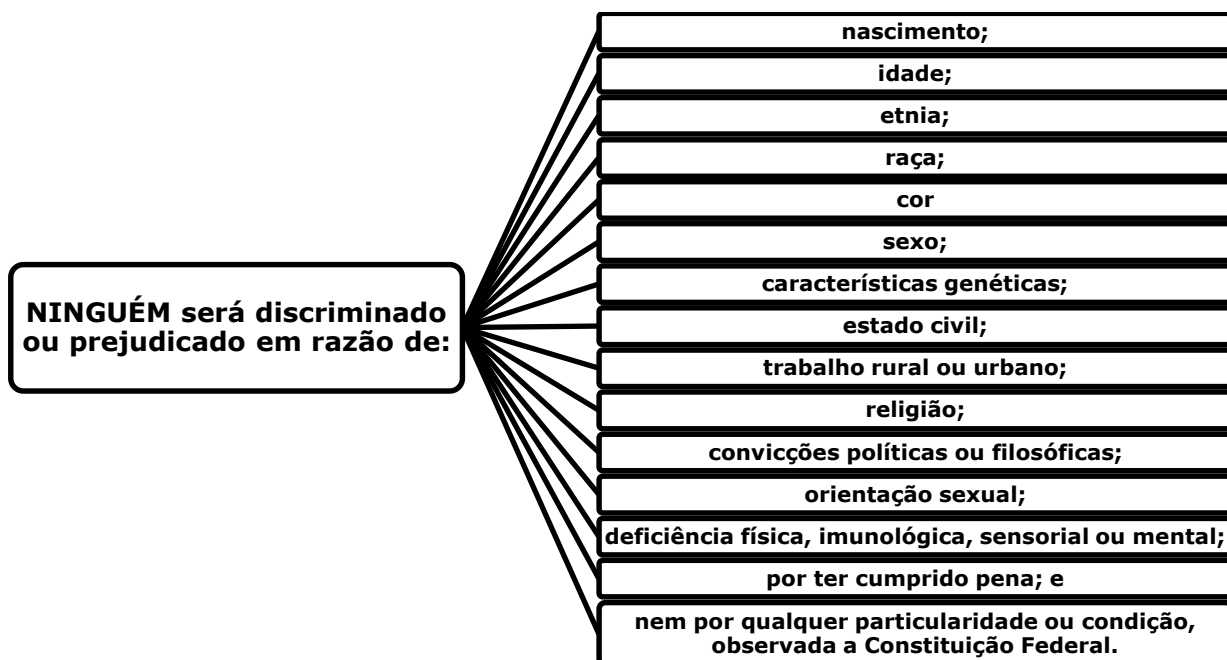 NINGUÉM será discriminado
ou prejudicado em razão de:
nascimento;
idade;
etnia;
raça;
cor
sexo;
características genéticas;
estado civil;
trabalho rural ou urbano;
religião;
convicções políticas ou filosóficas;
orientação sexual;
deficiência física, imunológica, sensorial ou mental;
por ter cumprido pena; e
nem por qualquer particularidade ou condição,
observada a Constituição Federal.